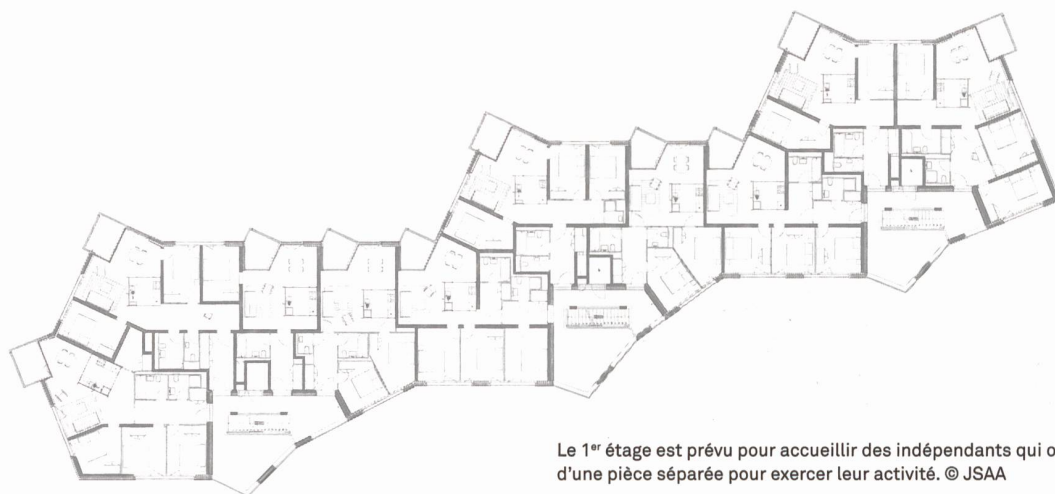 Le 1er étage est prévu pour accueillir des indépendants qui
d'une pièce séparée pour exercer leur activité. © JSAA